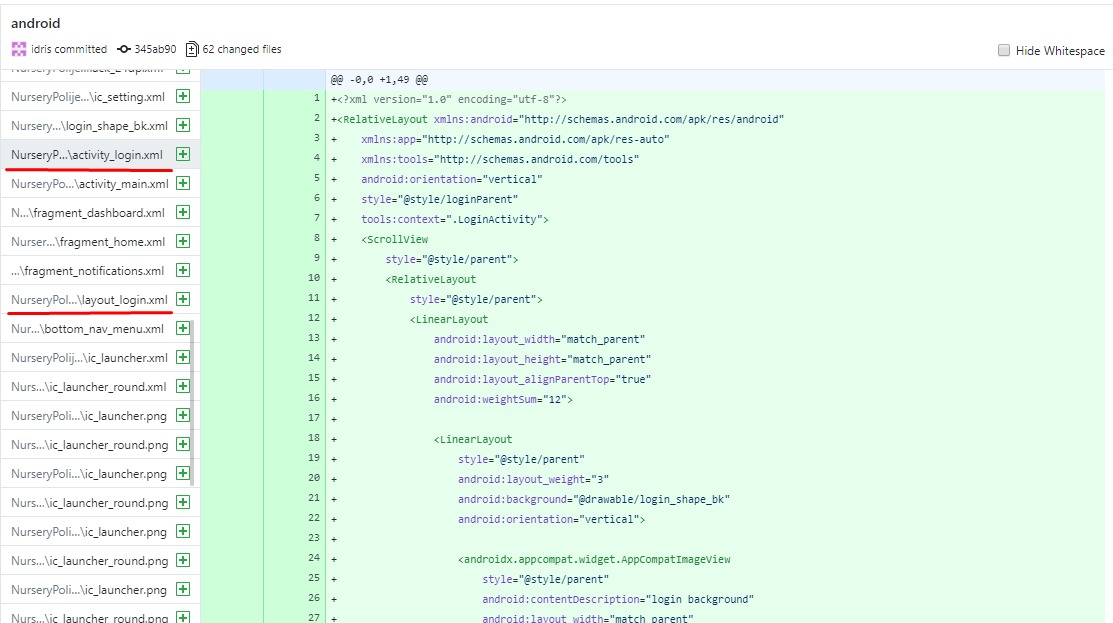 android
idris committed 345ab90 62 changed files
Hide Whitespace
NurseryPolije...\ic_setting.xml
Nursery...\login_shape_bk.xml
NurseryP...\activity_login.xml
NurseryPo...\activity_main.xml
N...\fragment_dashboard.xml
Nurser...\fragment_home.xml
...\fragment_notifications.xml
NurseryPol...\layout_login.xml
Nur...\bottom_nav_menu.xml
NurseryPolij...\ic_launcher.xml
Nurs...\ic_launcher_round.xml
NurseryPoli...\ic_launcher.png
Nurs...\ic_launcher_round.png
NurseryPoli...\ic_launcher.png
Nurs...\ic_launcher_round.png
NurseryPoli...\ic_launcher.png
Nurs...\ic_launcher_round.png
NurseryPoli...\ic_launcher.png
Nurs...\ic_launcher_round.png
@@ -0,0 +1,49 @@
1 +<?xml version="1.0" encoding="utf-8"?>
2 +<RelativeLayout xmlns:android="http://schemas.android.com/apk/res/android"
3 + xmlns:app="http://schemas.android.com/apk/res-auto"
4 + xmlns:tools="http://schemas.android.com/tools"
5 + android:orientation="vertical"
6 + style="@style/loginParent"
7 + tools:context=".LoginActivity">
8 + <ScrollView
9 + style="@style/parent">
10 + <RelativeLayout
11 + style="@style/parent">
12 + <LinearLayout
13 + android:layout_width="match_parent"
14 + android:layout_height="match_parent"
15 + android:layout_alignParentTop="true"
16 + android:weightSum="12">
17 +
18 + <LinearLayout
19 + style="@style/parent"
20 + android:layout_weight="3"
21 + android:background="@drawable/login_shape_bk"
22 + android:orientation="vertical">
23 +
24 + <androidx.appcompat.widget.AppCompatImageView
25 + style="@style/parent"
26 + android:contentDescription="login background"
27 + android:layout_width="match_parent"